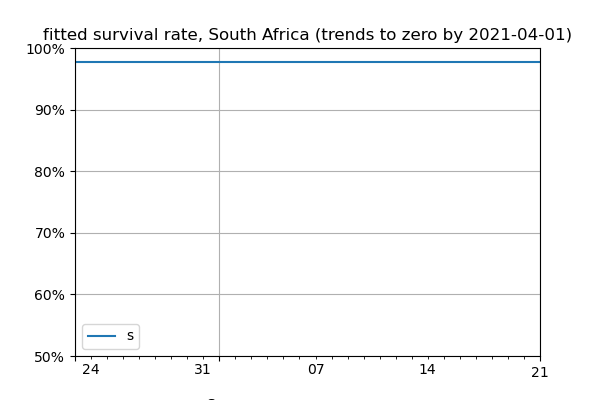 fitted survival rate, South Africa (trends to zero by 2021-04-01)
100%
90%
80%
70%
60%
50%
s
24 31 07 14 21